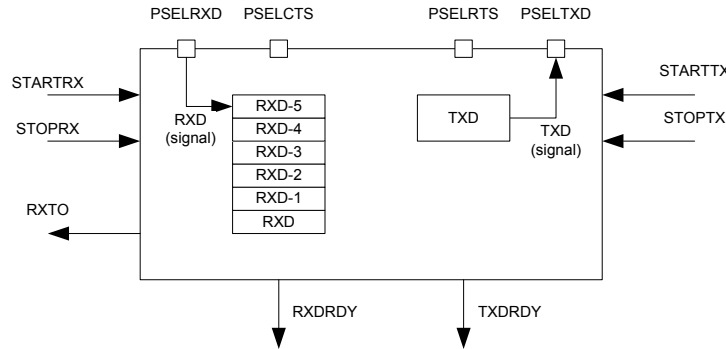 PSELRXD PSELCTS PSELRTS PSELTXD
STARTRX
STARTTX
RXD-5
RXD
(signal)
TXD
TXD
(signal)
STOPRX
STOPTX
RXD-4
RXD-3
RXD-2
RXD-1
RXD
RXTO
RXDRDY
TXDRDY